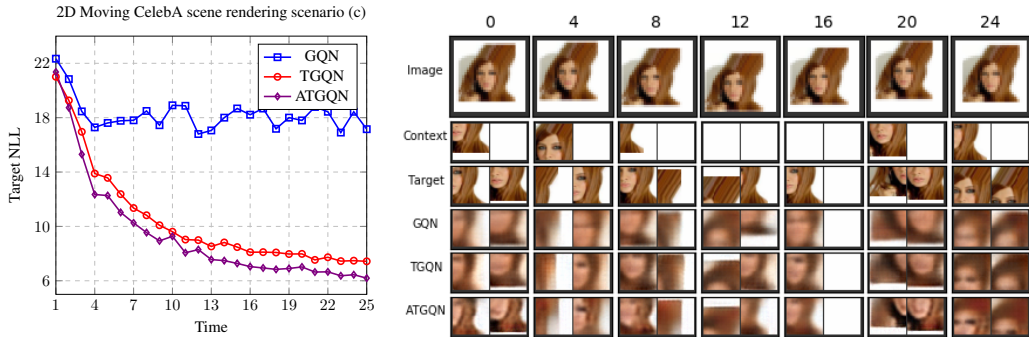 2D Moving CelebA scene rendering scenario (c)
Target NLL
22
18
14
10
6
1 4 7 10 13 16 19 22 25
Time
GQN
TGQN
ATGQN
0 4 8 12 16 20 24
Image
Context
Target
GQN
TGQN
ATGQN